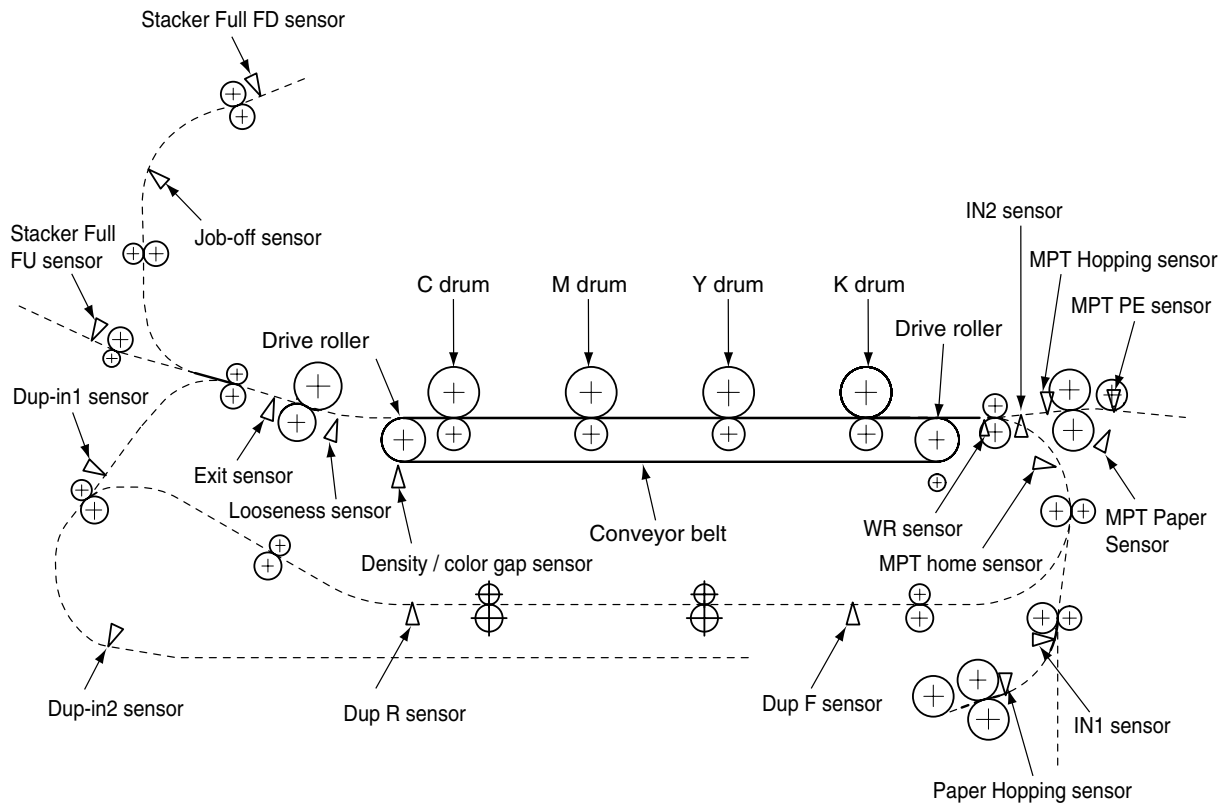 Stacker Full FD sensor
IN2 sensor
Stacker Full
FU sensor
Job-off sensor
MPT Hopping sensor
C drum
M drum
Y drum
K drum
MPT PE sensor
Drive roller
Drive roller
Dup-in1 sensor
Exit sensor
Looseness sensor
WR sensor
MPT Paper
Sensor
Conveyor belt
Density / color gap sensor
MPT home sensor
Dup-in2 sensor
Dup R sensor
Dup F sensor
IN1 sensor
Paper Hopping sensor